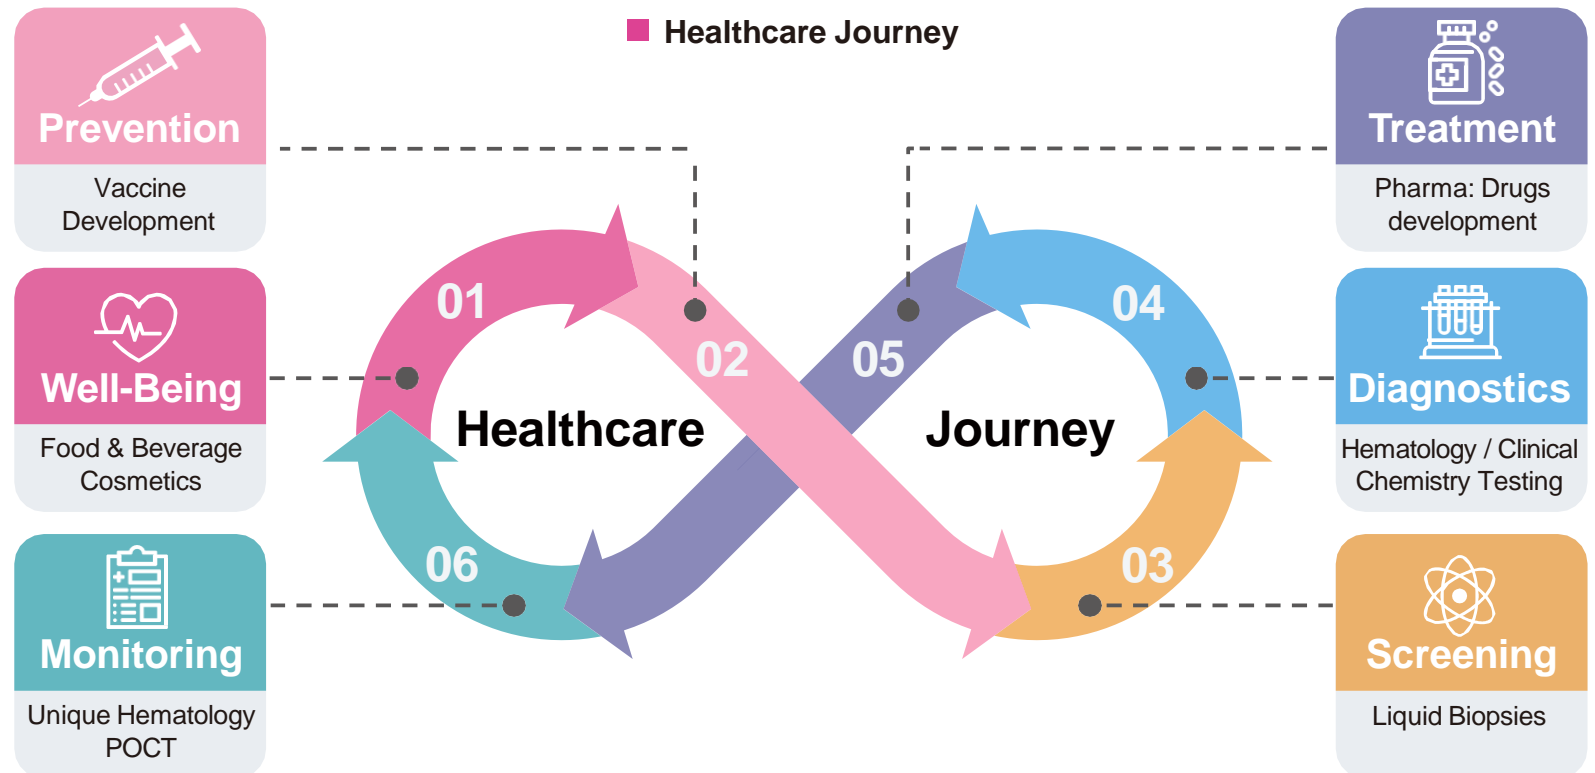 Healthcare Journey
Prevention
Vaccine
Development
Well-Being
Food & Beverage
Cosmetics
Monitoring
Unique Hematology
POCT
01
02
03
04
05
06
Healthcare
Journey
Treatment
Pharma: Drugs
development
Diagnostics
Hematology / Clinical
Chemistry Testing
Screening
Liquid Biopsies